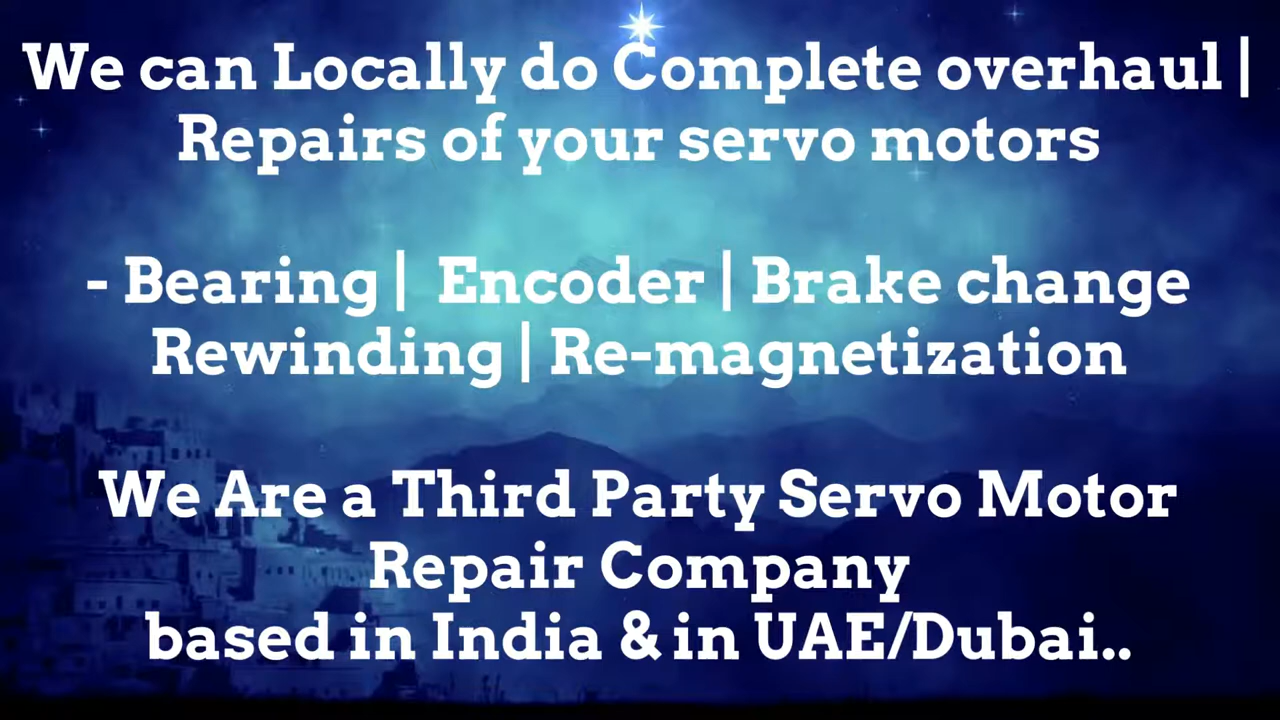 We can Locally do Complete overhaul |
Repairs of your servo motors
- Bearing | Encoder | Brake change
Rewinding | Re-magnetization
We Are a Third Party Servo Motor
Repair Company
based in India & in UAE/Dubai..